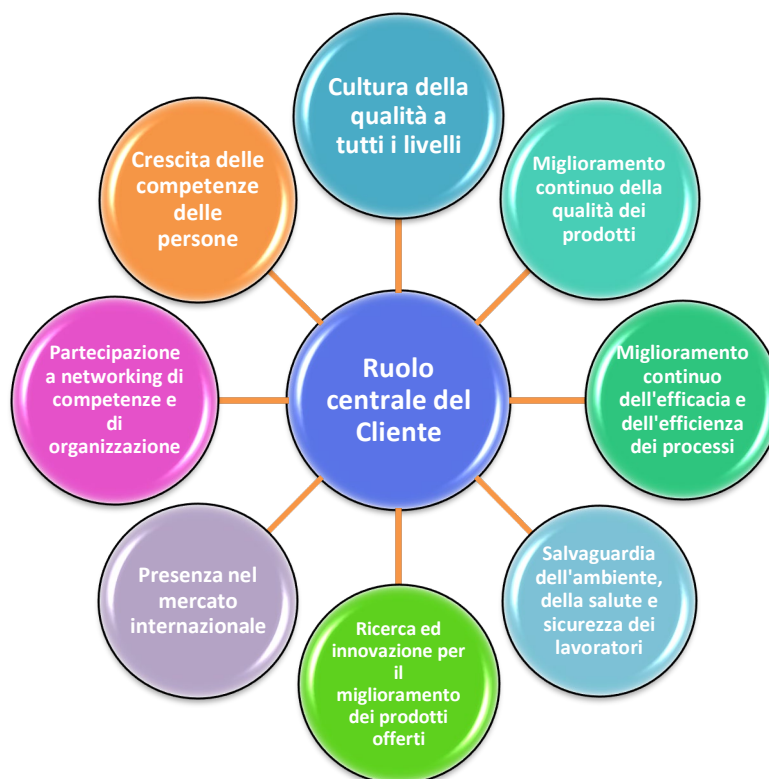 Cultura della
qualità a
tutti i livelli
Miglioramento
continuo della
qualità dei
prodotti
Miglioramento
continuo
dell'efficacia e
dell'efficienza
dei processi
Salvaguardia
dell'ambiente,
della salute e
sicurezza dei
lavoratori
Ricerca ed
innovazione per
il
miglioramento
dei prodotti
offerti
Presenza nel
mercato
internazionale
Partecipazione
a networking di
competenze e
di
organizzazione
Crescita delle
competenze
delle
persone
Ruolo
centrale del
Cliente